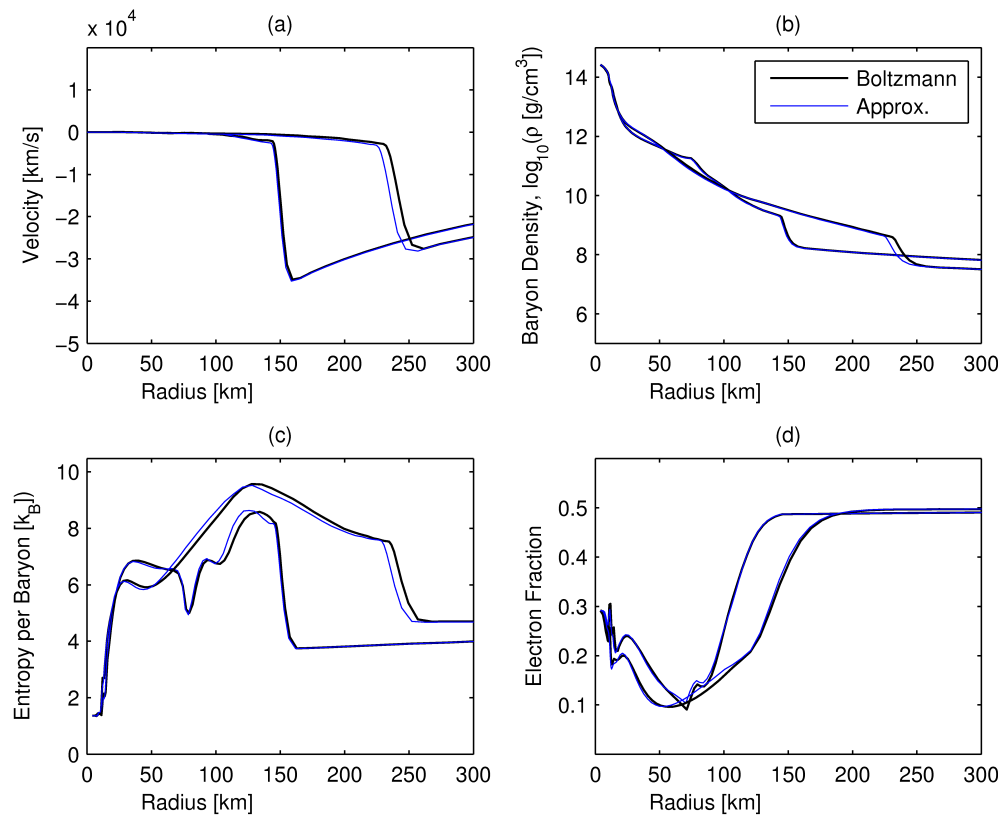 (a)
x 10^4
1
0
−1
−2
−3
−4
−5
Velocity [km/s]
0 50 100 150 200 250 300
Radius [km]
(b)
14
12
10
8
6
Baryon Density, log₁₀(ρ [g/cm³])
Boltzmann
Approx.
0 50 100 150 200 250 300
Radius [km]
(c)
10
8
6
4
2
0
Entropy per Baryon [k_B])
0 50 100 150 200 250 300
Radius [km]
(d)
0.5
0.4
0.3
0.2
0.1
Electron Fraction
0 50 100 150 200 250 300
Radius [km]